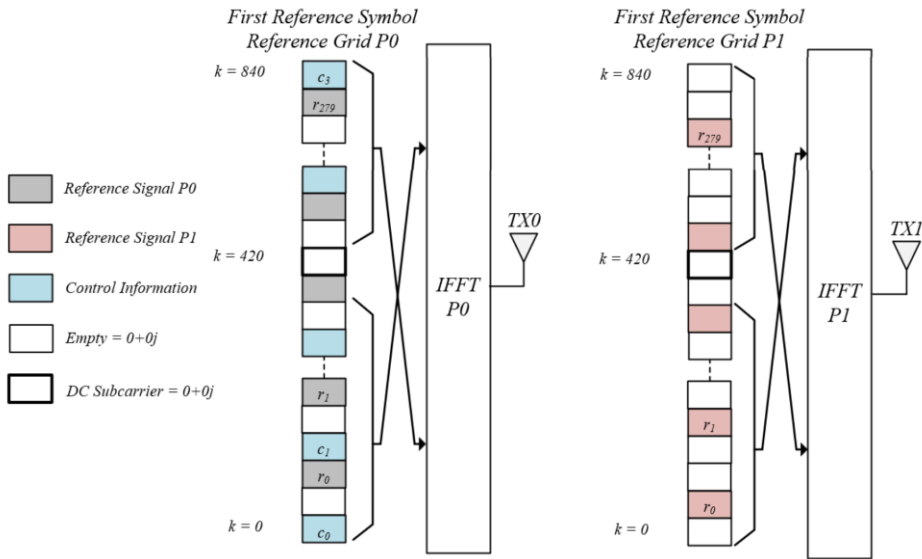 First Reference Symbol
Reference Grid P0
k = 840
c3
r279
k = 420
r1
c1
r0
k = 0
c0
IFFT
P0
TX0
Reference Signal P0
Reference Signal P1
Control Information
Empty = 0+0j
DC Subcarrier = 0+0j
First Reference Symbol
Reference Grid P1
k = 840
r279
k = 420
r1
r0
k = 0
IFFT
P1
TX1